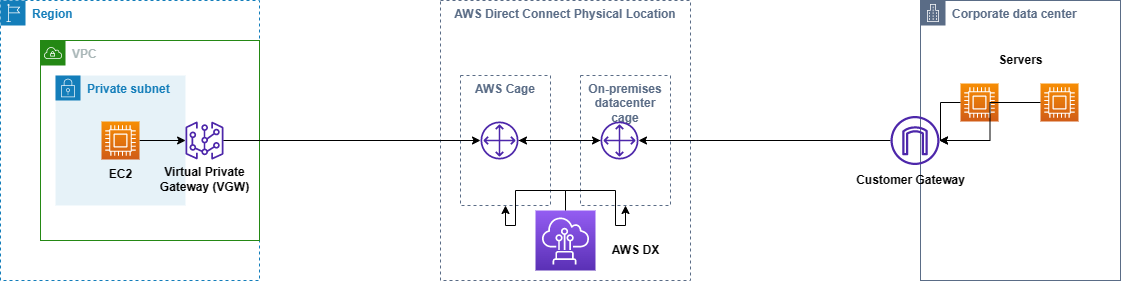 Region
AWS Direct Connect Physical Location
Corporate data center
VPC
Servers
Private subnet
AWS Cage
On-premises
datacenter
cage
EC2
Virtual Private
Gateway (VGW)
Customer Gateway
AWS DX